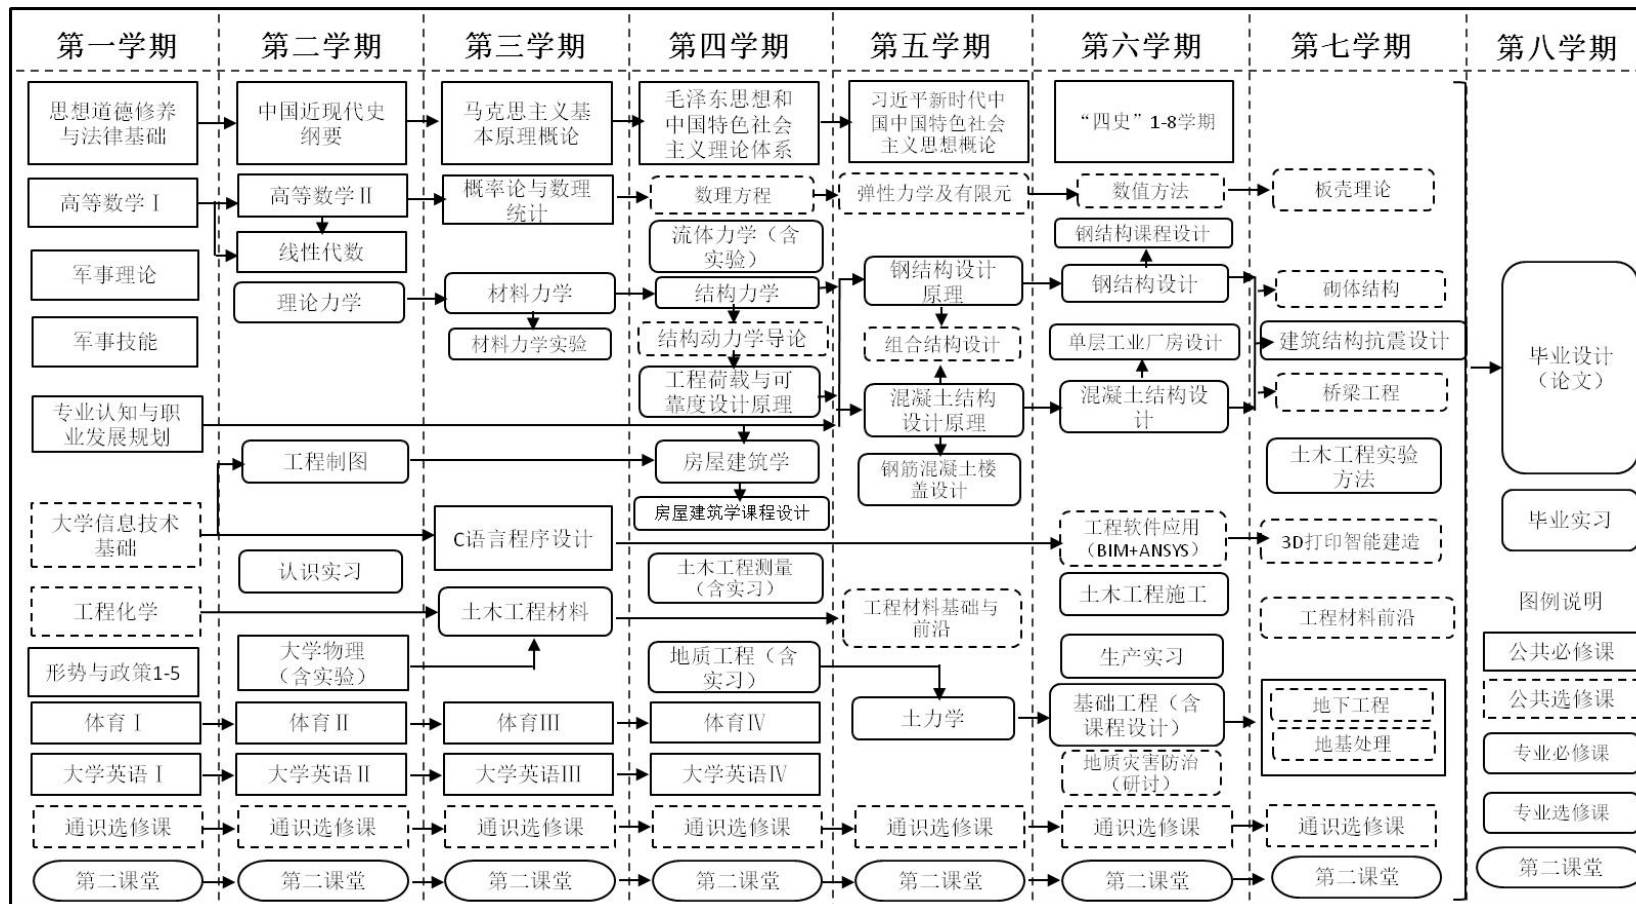 第一学期
第二学期
第三学期
第四学期
第五学期
第六学期
第七学期
第八学期
思想道德修养
与法律基础
中国近现代史
纲要
马克思主义基
本原理概论
毛泽东思想和
中国特色社会
主义理论体系
习近平新时代中
国中国特色社会
主义思想概论
“四史”1-8学期
高等数学Ⅰ
高等数学Ⅱ
概率论与数理
统计
数理方程
弹性力学及有限元
数值方法
板壳理论
线性代数
流体力学（含
实验）
钢结构课程设计
军事理论
理论力学
材料力学
结构力学
钢结构设计
原理
钢结构设计
砌体结构
军事技能
材料力学实验
结构动力学导论
组合结构设计
单层工业厂房设计
建筑结构抗震设计
毕业设计
（论文）
专业认知与职
业发展规划
工程荷载与可
靠度设计原理
混凝土结构
设计原理
混凝土结构设
计
桥梁工程
工程制图
房屋建筑学
钢筋混凝土楼
盖设计
土木工程实验
方法
大学信息技术
基础
房屋建筑学课程设计
C语言程序设计
工程软件应用
（BIM+ANSYS）
3D打印智能建造
毕业实习
认识实习
土木工程测量
（含实习）
土木工程施工
工程化学
土木工程材料
工程材料基础与
前沿
工程材料前沿
图例说明
形势与政策1-5
大学物理
（含实验）
地质工程（含
实习）
生产实习
公共必修课
体育Ⅰ
体育Ⅱ
体育Ⅲ
体育Ⅳ
土力学
基础工程（含
课程设计）
地下工程
地基处理
公共选修课
大学英语Ⅰ
大学英语Ⅱ
大学英语Ⅲ
大学英语Ⅳ
地质灾害防治
（研讨）
专业必修课
通识选修课
通识选修课
通识选修课
通识选修课
通识选修课
通识选修课
通识选修课
专业选修课
第二课堂
第二课堂
第二课堂
第二课堂
第二课堂
第二课堂
第二课堂
第二课堂